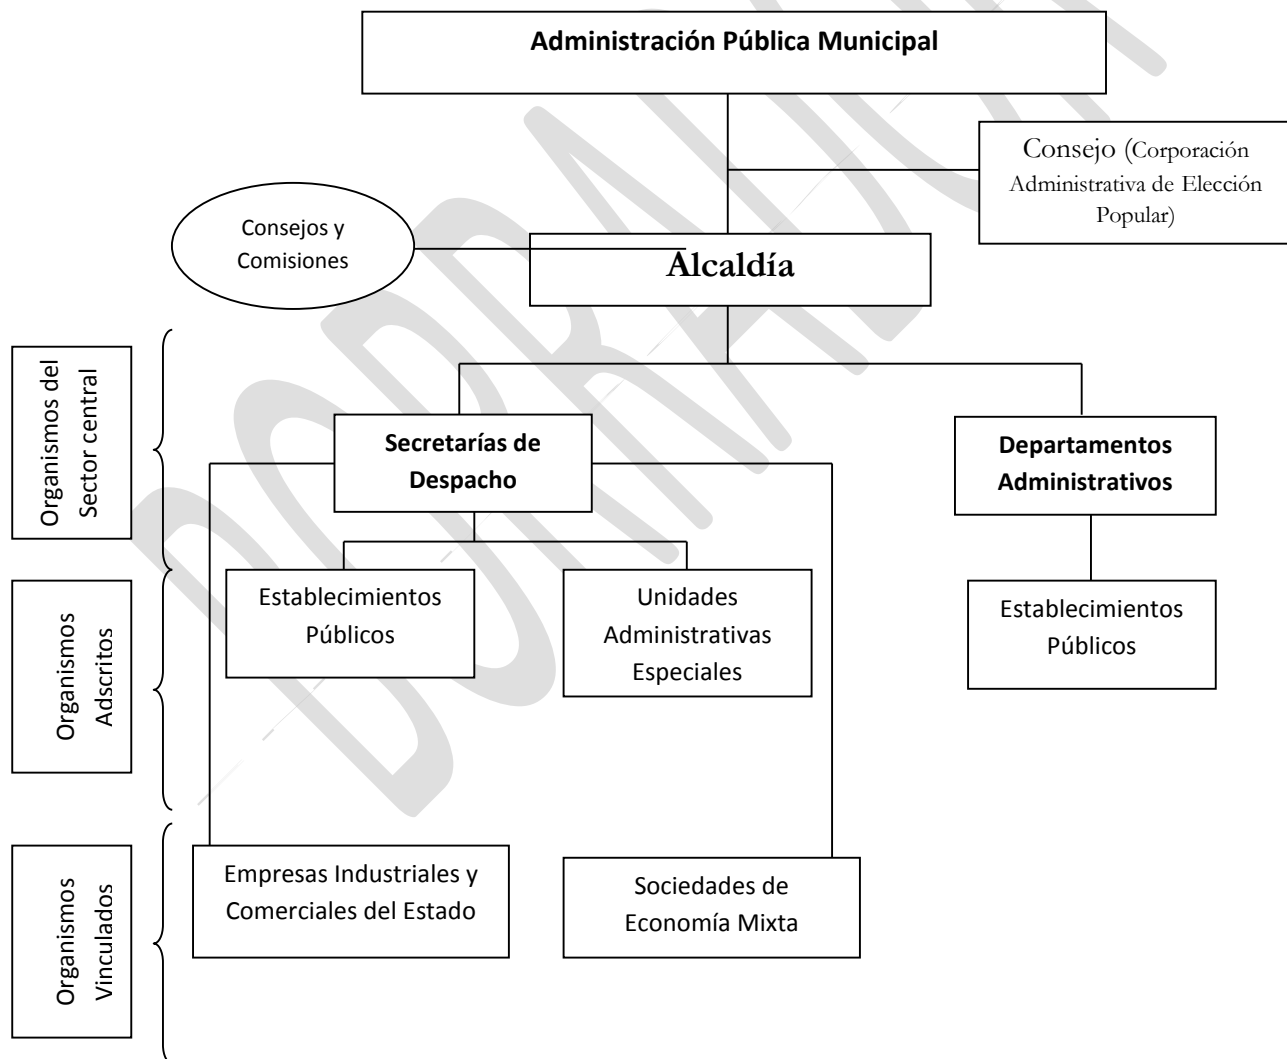 Administración Pública Municipal
Consejo (Corporación
Administrativa de Elección
Popular)
Consejos y
Comisiones
Alcaldía
Organismos del
Sector central
Secretarías de
Despacho
Departamentos
Administrativos
Organismos
Adscritos
Establecimientos
Públicos
Unidades
Administrativas
Especiales
Establecimientos
Públicos
Organismos
Vinculados
Empresas Industriales y
Comerciales del Estado
Sociedades de
Economía Mixta
BORRADOR